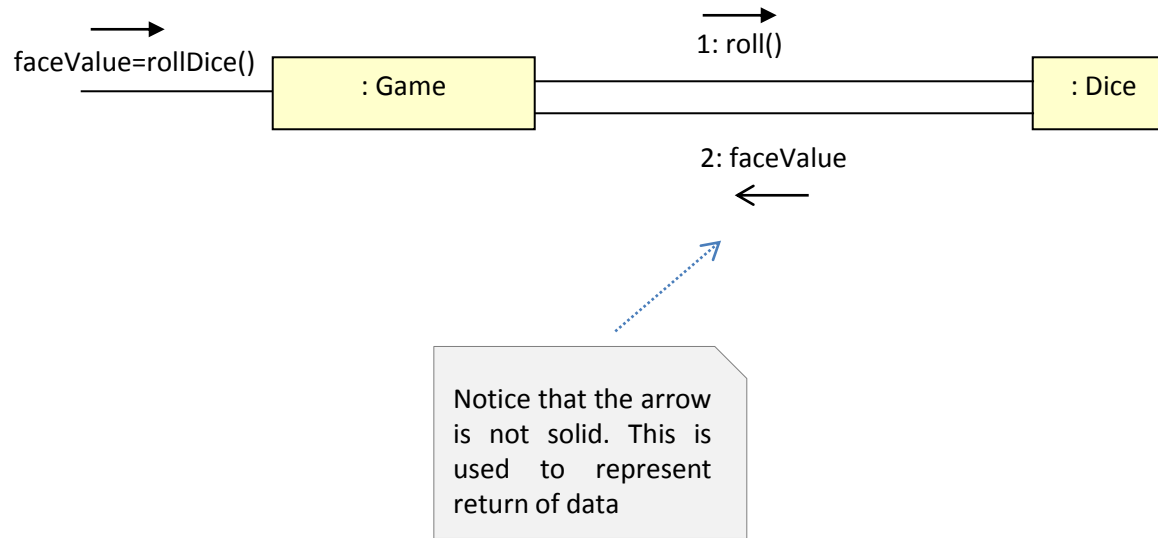 1: roll()
faceValue=rollDice()
: Game
: Dice
2: faceValue
Notice that the arrow
is not solid. This is
used to represent
return of data